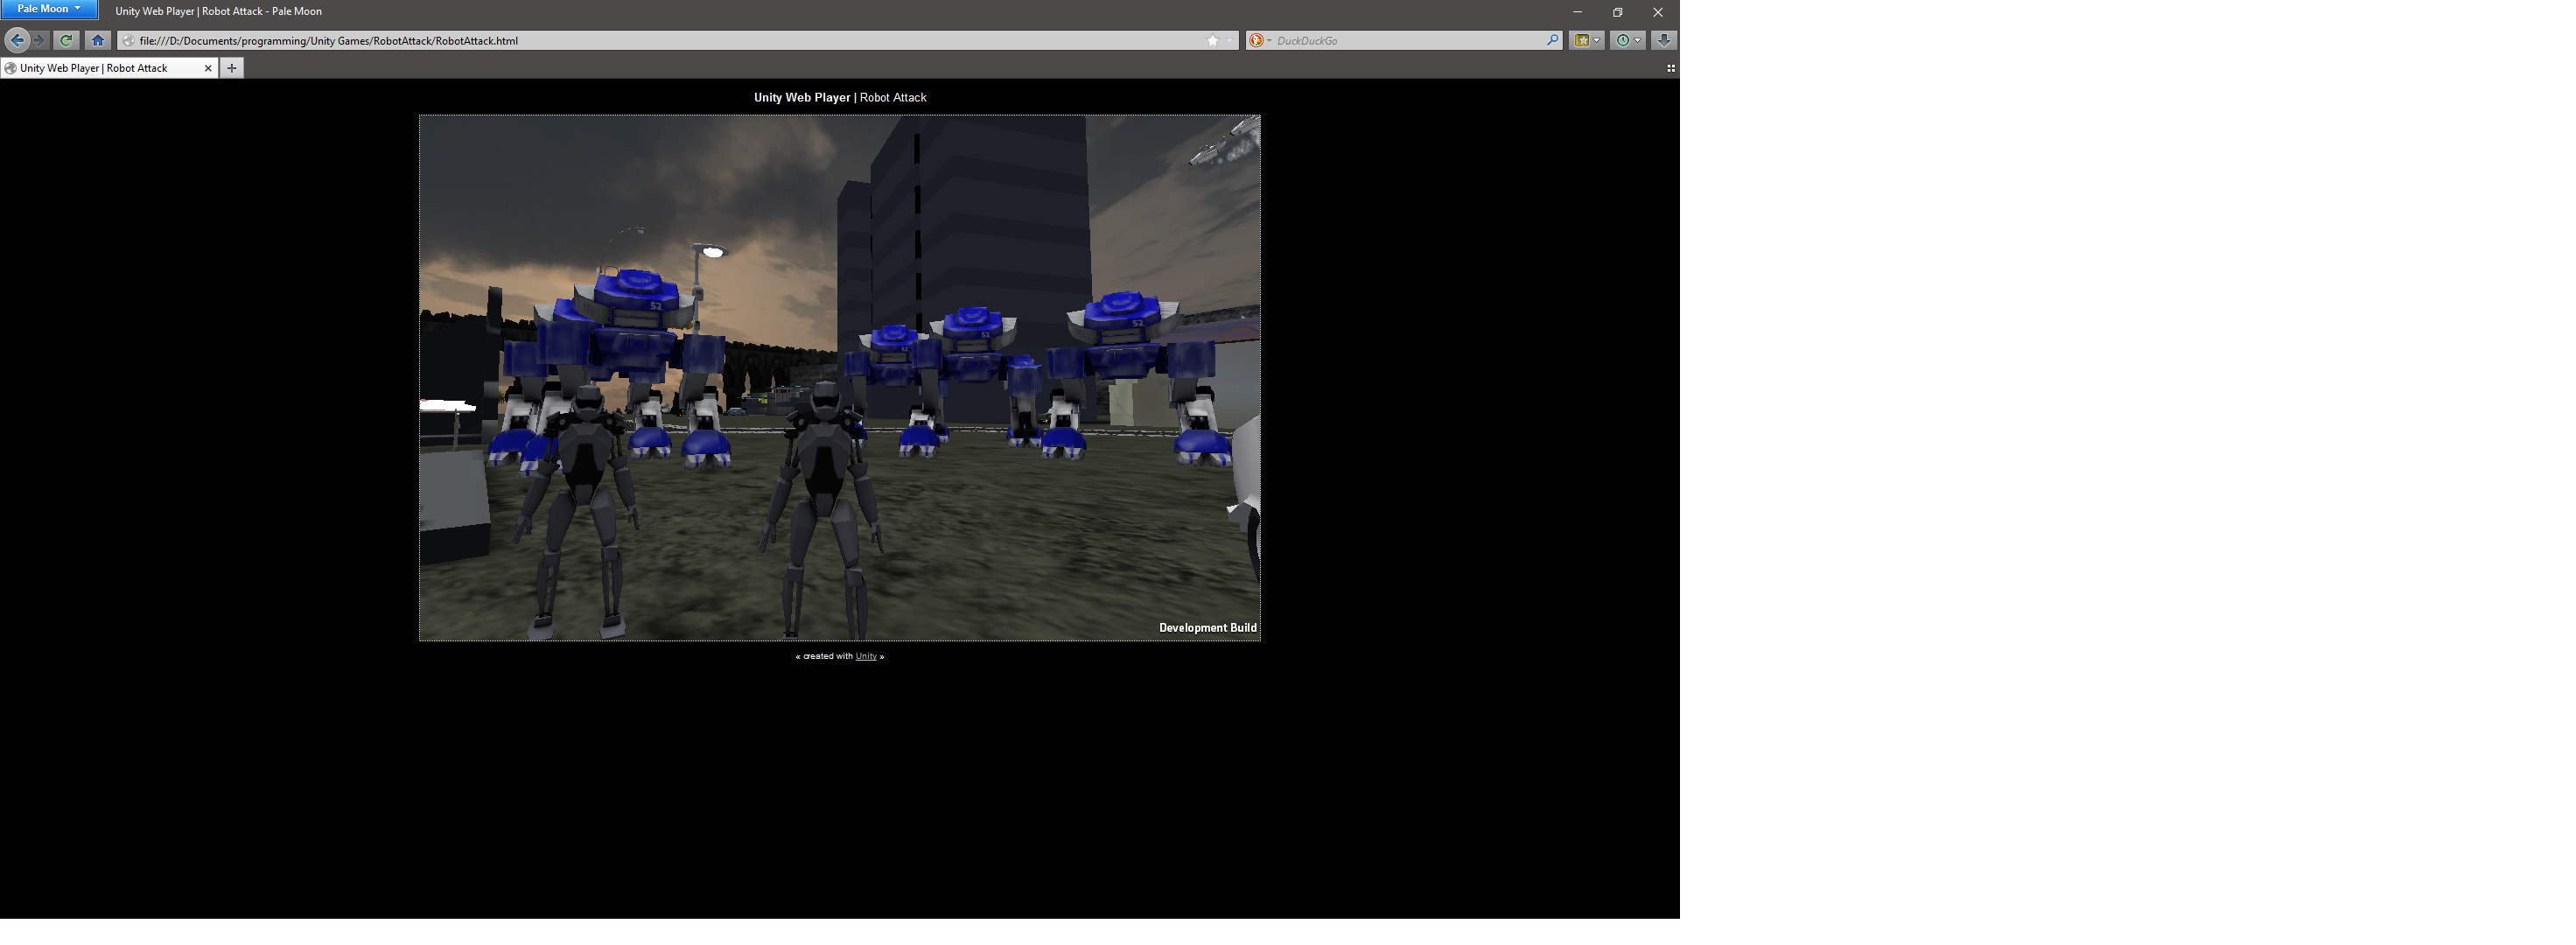 Pale Moon
Unity Web Player | Robot Attack - Pale Moon
file:///D:/Documents/programming/Unity Games/RobotAttack/RobotAttack.html
DuckDuckGo
Unity Web Player | Robot Attack
Unity Web Player | Robot Attack
52
52
52
52
Development Build
« created with Unity »